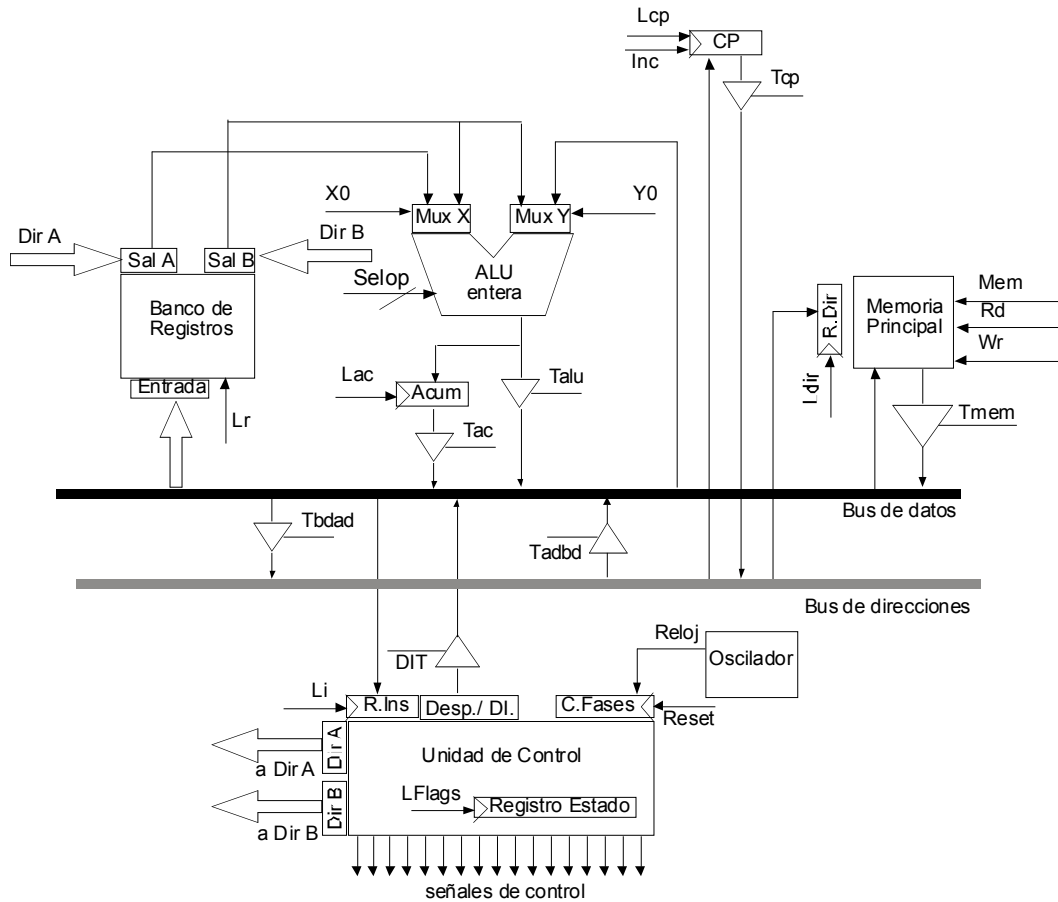 Lcp
CP
Inc
Tcp
X0
Mux X
Mux Y
Y0
Dir A
Sal A
Sal B
Dir B
Selop
ALU
entera
Banco de
Registros
R.Dir
Memoria
Principal
Mem
Rd
Wr
Entrada
Lr
Lac
Acum
Talu
Tac
Ldir
Tmem
Bus de datos
Tbdad
Tadbd
Bus de direcciones
DIT
Reloj
Oscilador
Li
R.Ins
Desp./ DI.
C.Fases
Reset
Dir A
a Dir A
Unidad de Control
Dir B
a Dir B
LFlags
Registro Estado
señales de control